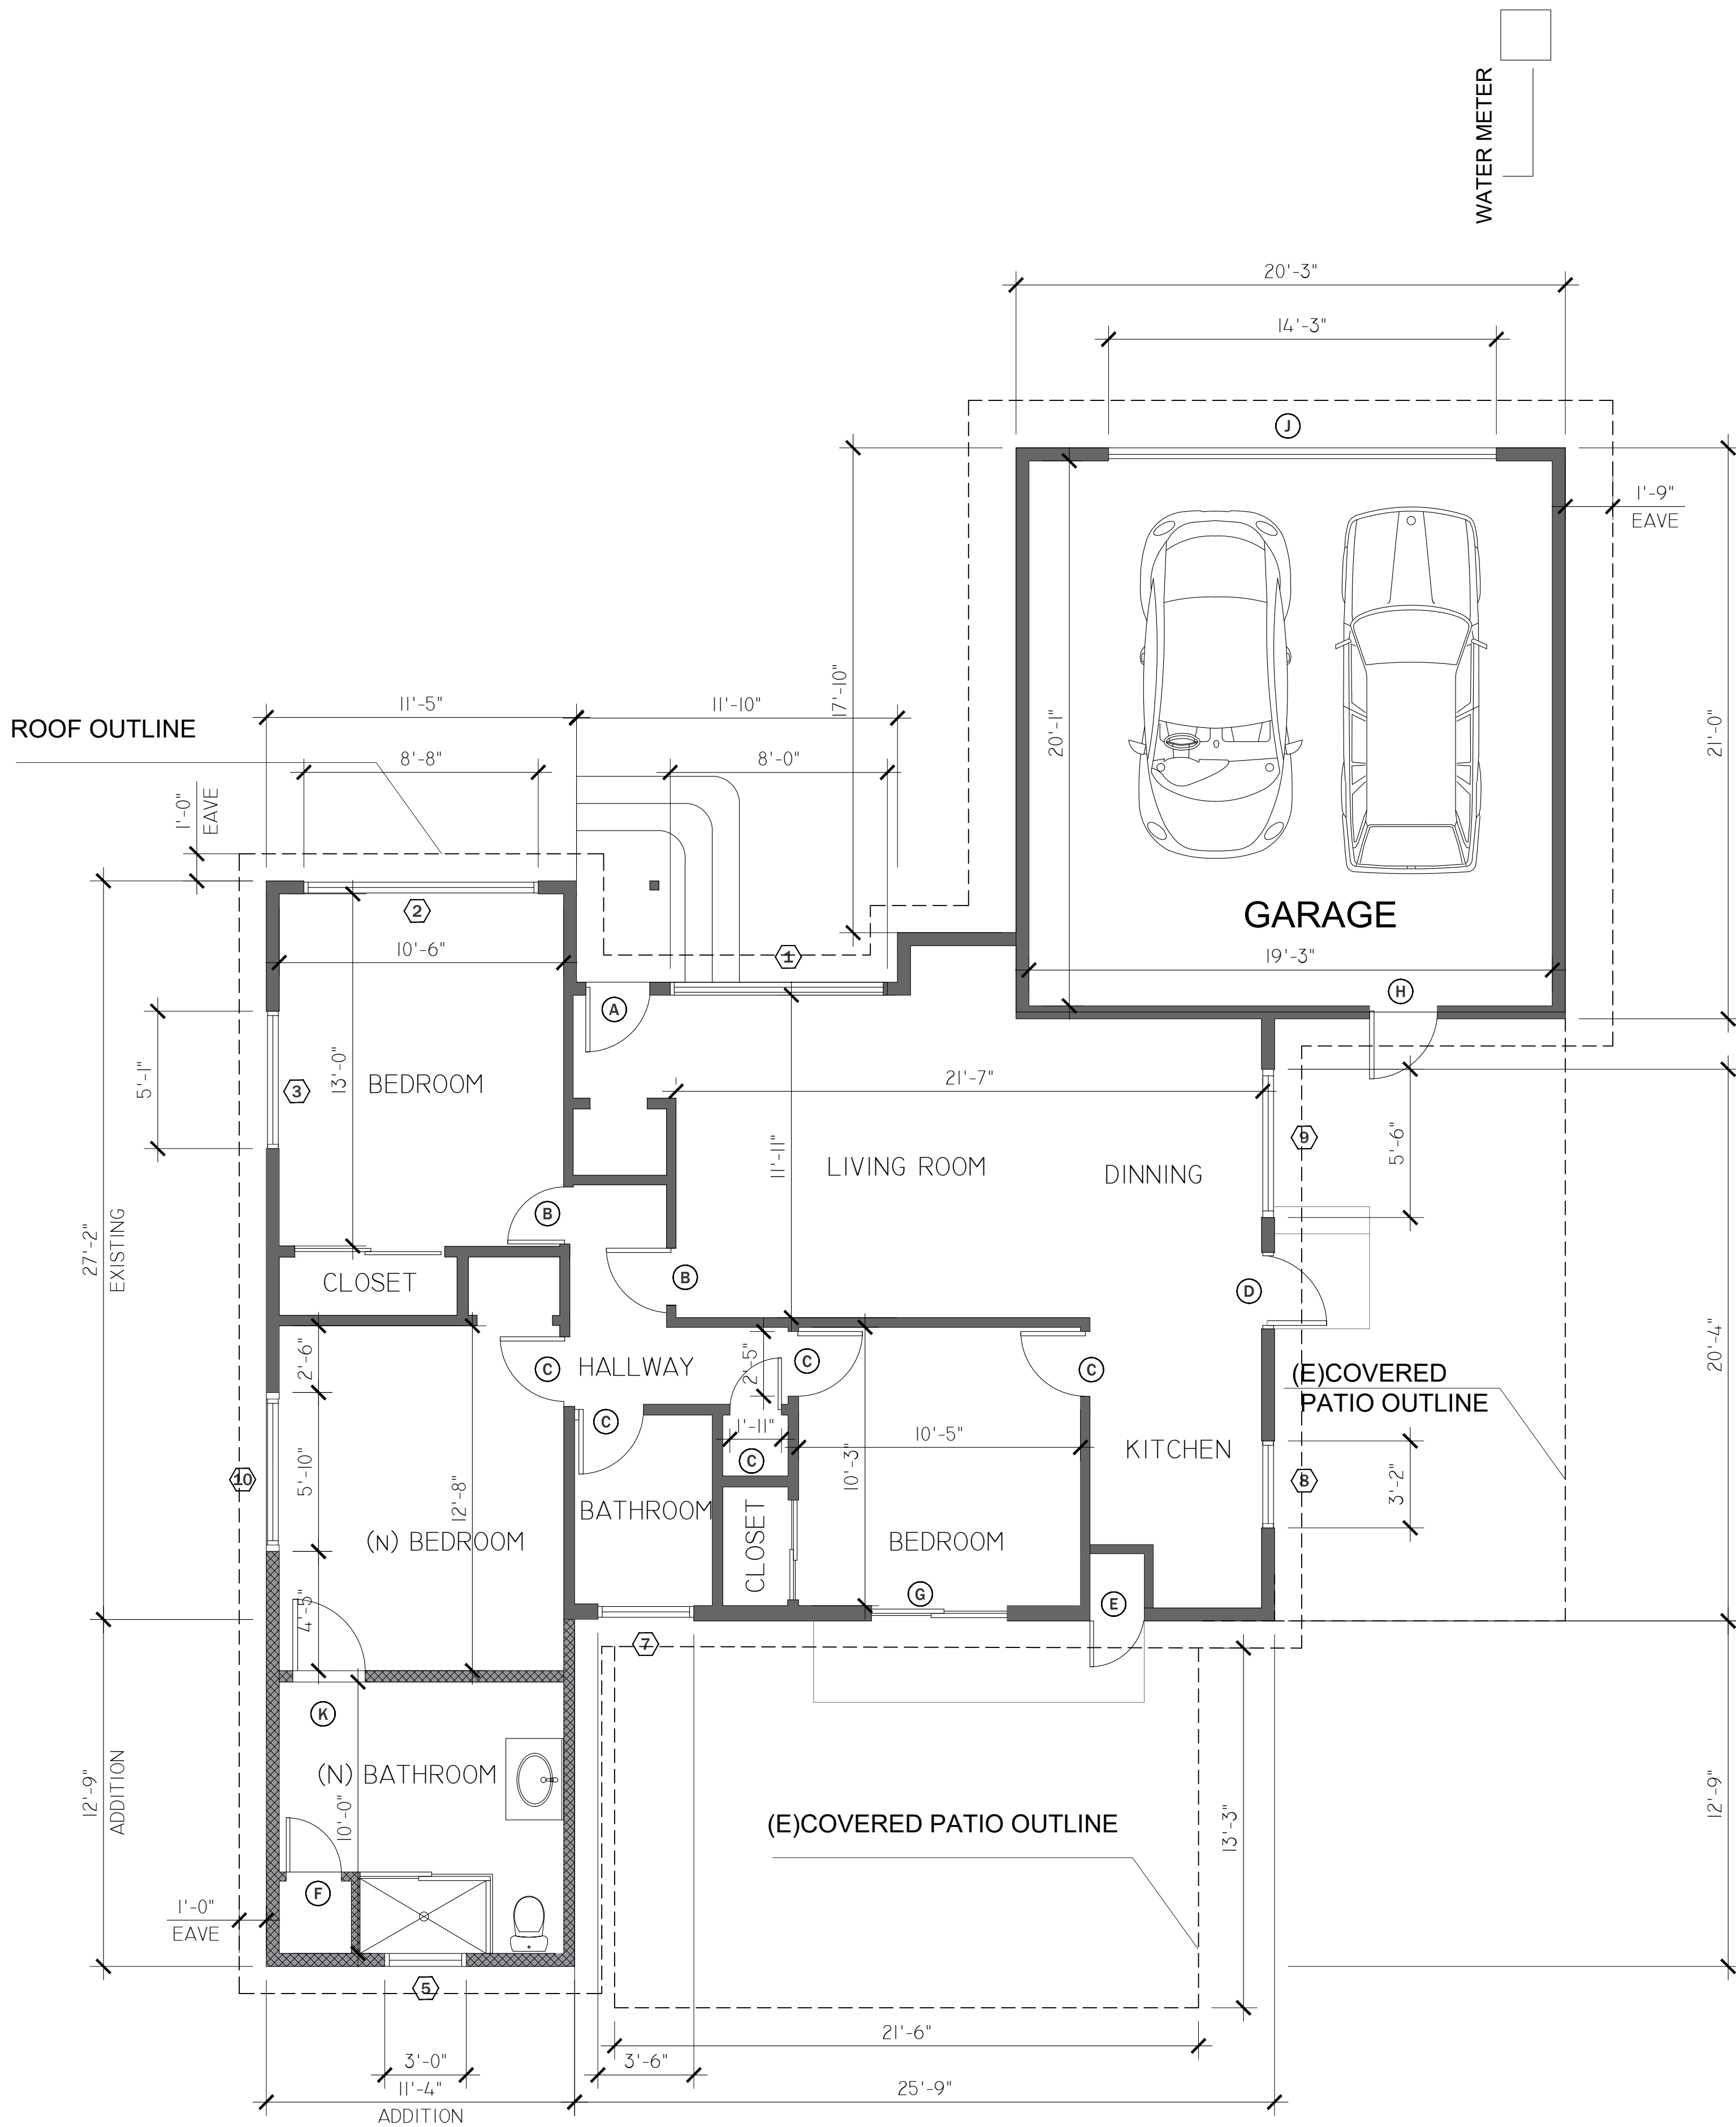 WATER METER
20'-3"
14'-3"
J
1'-9"
EAVE
17'-10"
20'-1"
21'-0"
11'-5"
11'-10"
ROOF OUTLINE
8'-8"
8'-0"
1'-0"
EAVE
GARAGE
2
10'-6"
1
19'-3"
H
A
3
5'-1"
13'-0"
BEDROOM
21'-7"
9
5'-6"
11'-11"
LIVING ROOM
DINNING
B
27'-2"
EXISTING
CLOSET
B
D
20'-4"
2'-6"
C
HALLWAY
2'-5"
C
C
(E)COVERED
PATIO OUTLINE
C
1'-11"
10'-5"
KITCHEN
C
10'-3"
10
5'-10"
12'-8"
8
3'-2"
BATHROOM
CLOSET
(N) BEDROOM
BEDROOM
4'-5"
G
E
7
K
(N) BATHROOM
10'-0"
12'-9"
ADDITION
(E)COVERED PATIO OUTLINE
13'-3"
12'-9"
F
1'-0"
EAVE
5
21'-6"
3'-0"
3'-6"
11'-4"
25'-9"
ADDITION